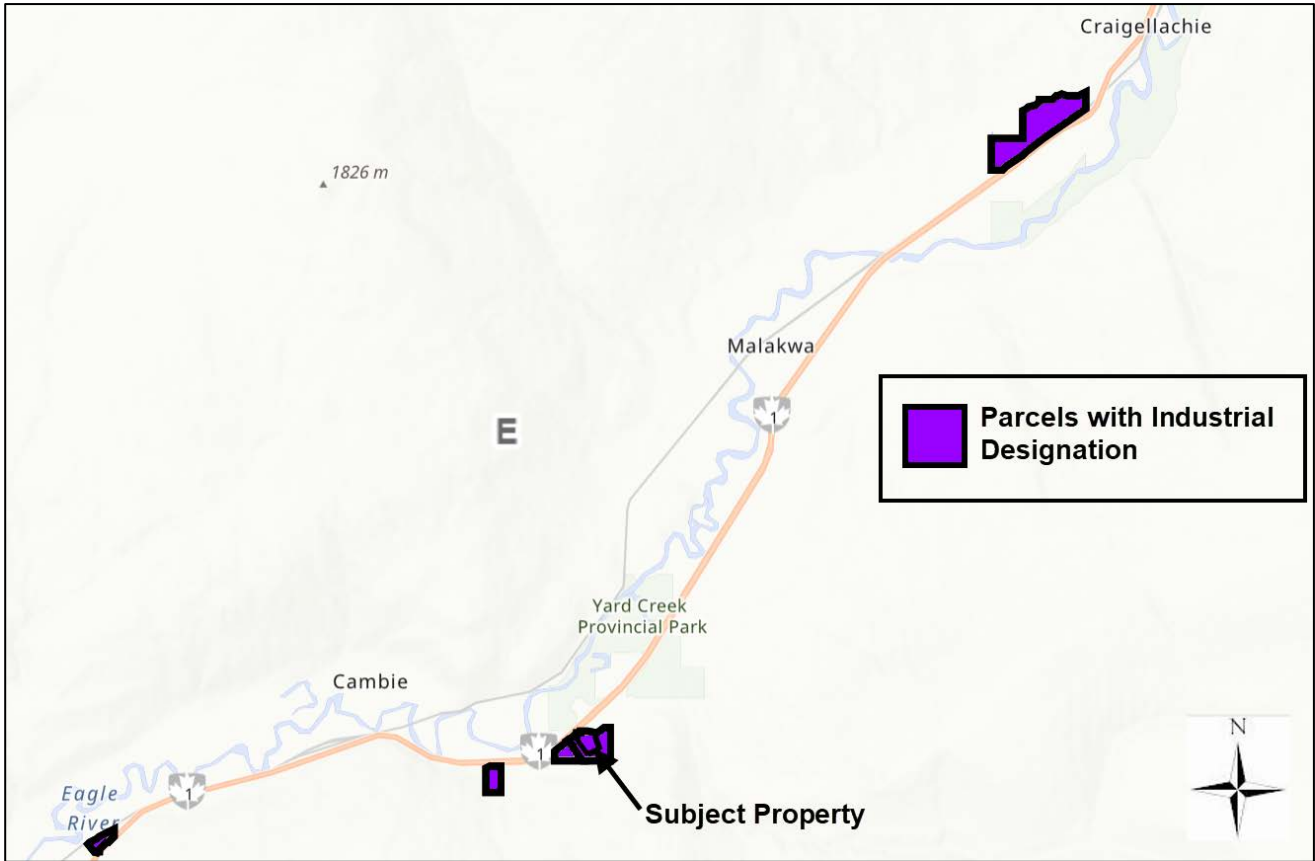 Craigellachie
1826 m
Malakwa
1
Parcels with Industrial
Designation
E
Yard Creek
Provincial Park
Cambie
N
1
Eagle
River
1
Subject Property